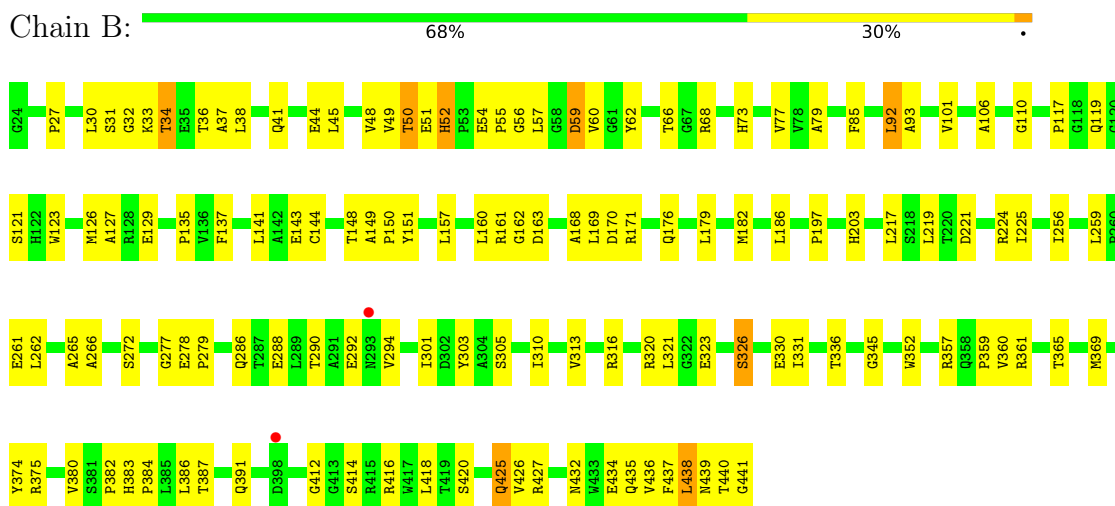 Chain B:
68% 30% •
G24 P27 L30 S31 G32 K33 T34 E35 T36 A37 L38 Q41 E44 L45 V48 V49 T50 E51 H52 P53 E54 P55 G56 L57 G58 D59 V60 G61 Y62 T66 G67 R68 H73 V77 V78 A79 F85 L92 A93 V101 A106 G110 P117 G118 Q119 G120
S121 H122 W123 M126 A127 R128 E129 P135 V136 F137 L141 A142 E143 C144 T148 A149 P150 Y151 L157 L160 R161 G162 D163 A168 L169 D170 R171 Q176 L179 M182 L186 P197 H203 L217 S218 L219 T220 D221 R224 I225 I256 L259 R260
E261 L262 A265 A266 S272 G277 E278 P279 Q286 T287 E288 L289 T290 A291 E292 N293 V294 I301 D302 Y303 A304 S305 I310 V313 R316 R320 L321 G322 E323 S326 E330 I331 T336 G345 W352 R357 Q358 P359 V360 R361 T365 M369
Y374 R375 V380 S381 P382 H383 P384 L385 L386 T387 Q391 D398 G412 G413 S414 R415 R416 W417 L418 T419 S420 Q425 V426 R427 N432 W433 E434 Q435 V436 F437 L438 N439 T440 G441